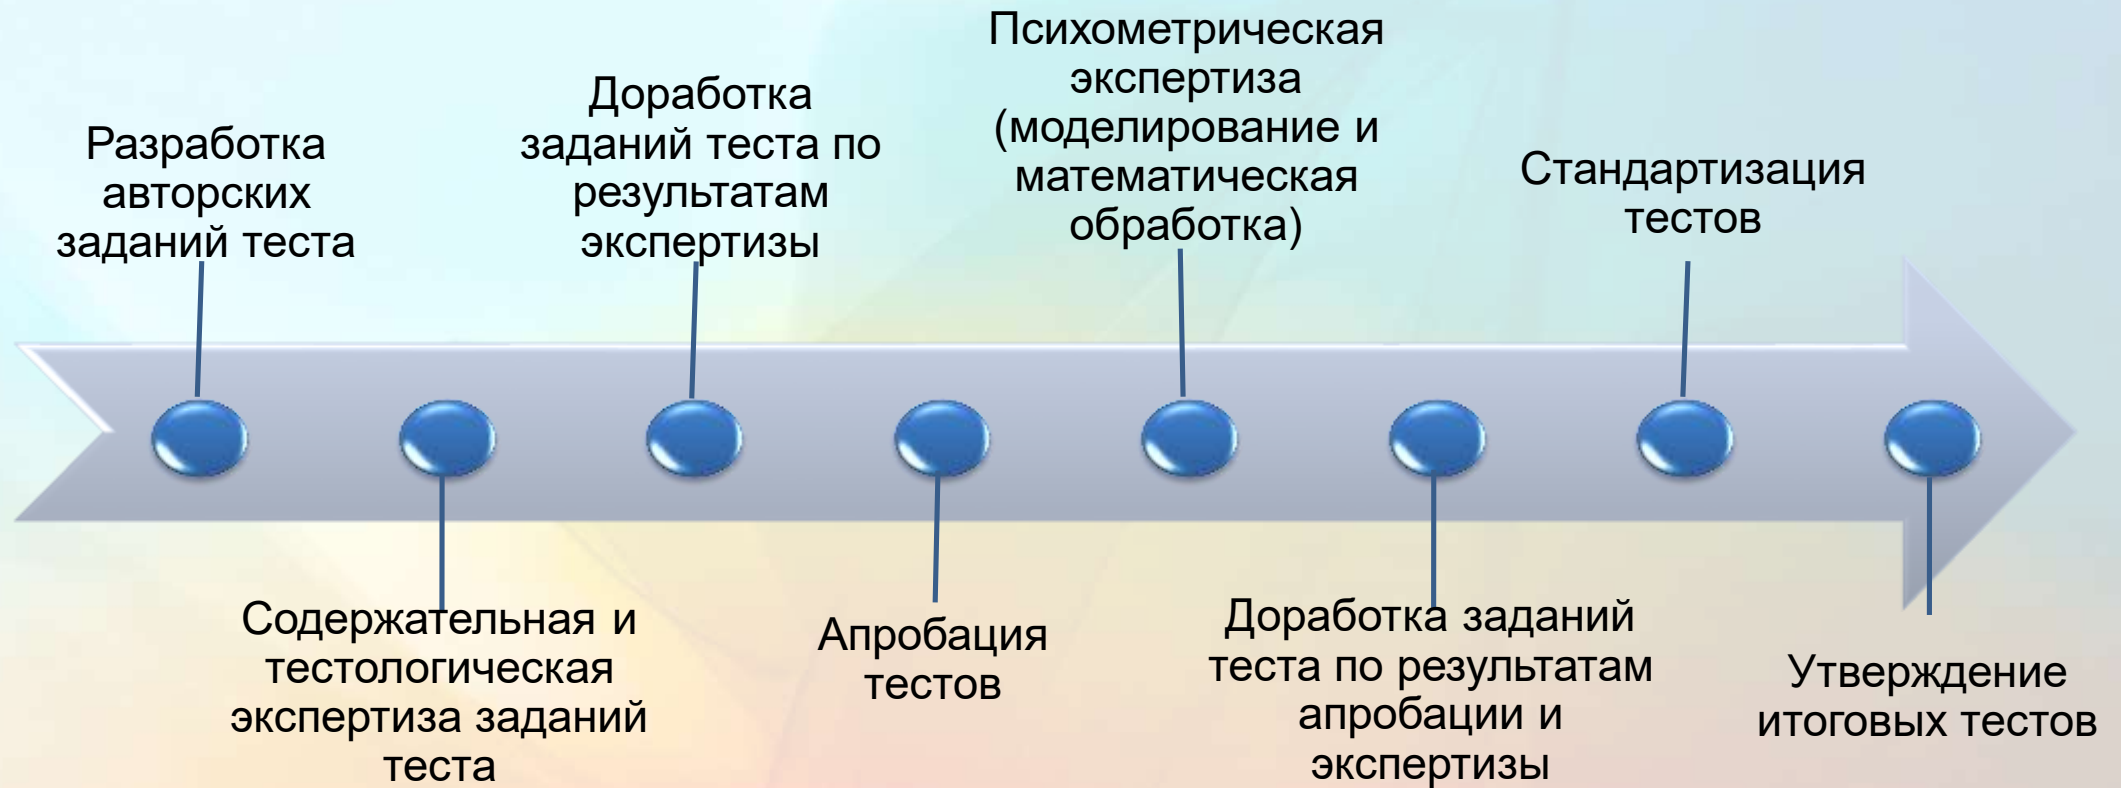 Разработка
авторских
заданий теста
Содержательная и
тестологическая
экспертиза заданий
теста
Доработка
заданий теста по
результатам
экспертизы
Апробация
тестов
Психометрическая
экспертиза
(моделирование и
математическая
обработка)
Доработка заданий
теста по результатам
апробации и
экспертизы
Стандартизация
тестов
Утверждение
итоговых тестов